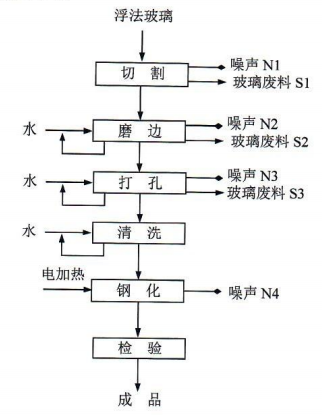 浮法玻璃
噪声 N1
切 割
玻璃废料 S1
噪声 N2
水
磨 边
玻璃废料 S2
噪声 N3
水
打 孔
玻璃废料 S3
水
清 洗
电加热
钢 化
噪声 N4
检 验
成 品